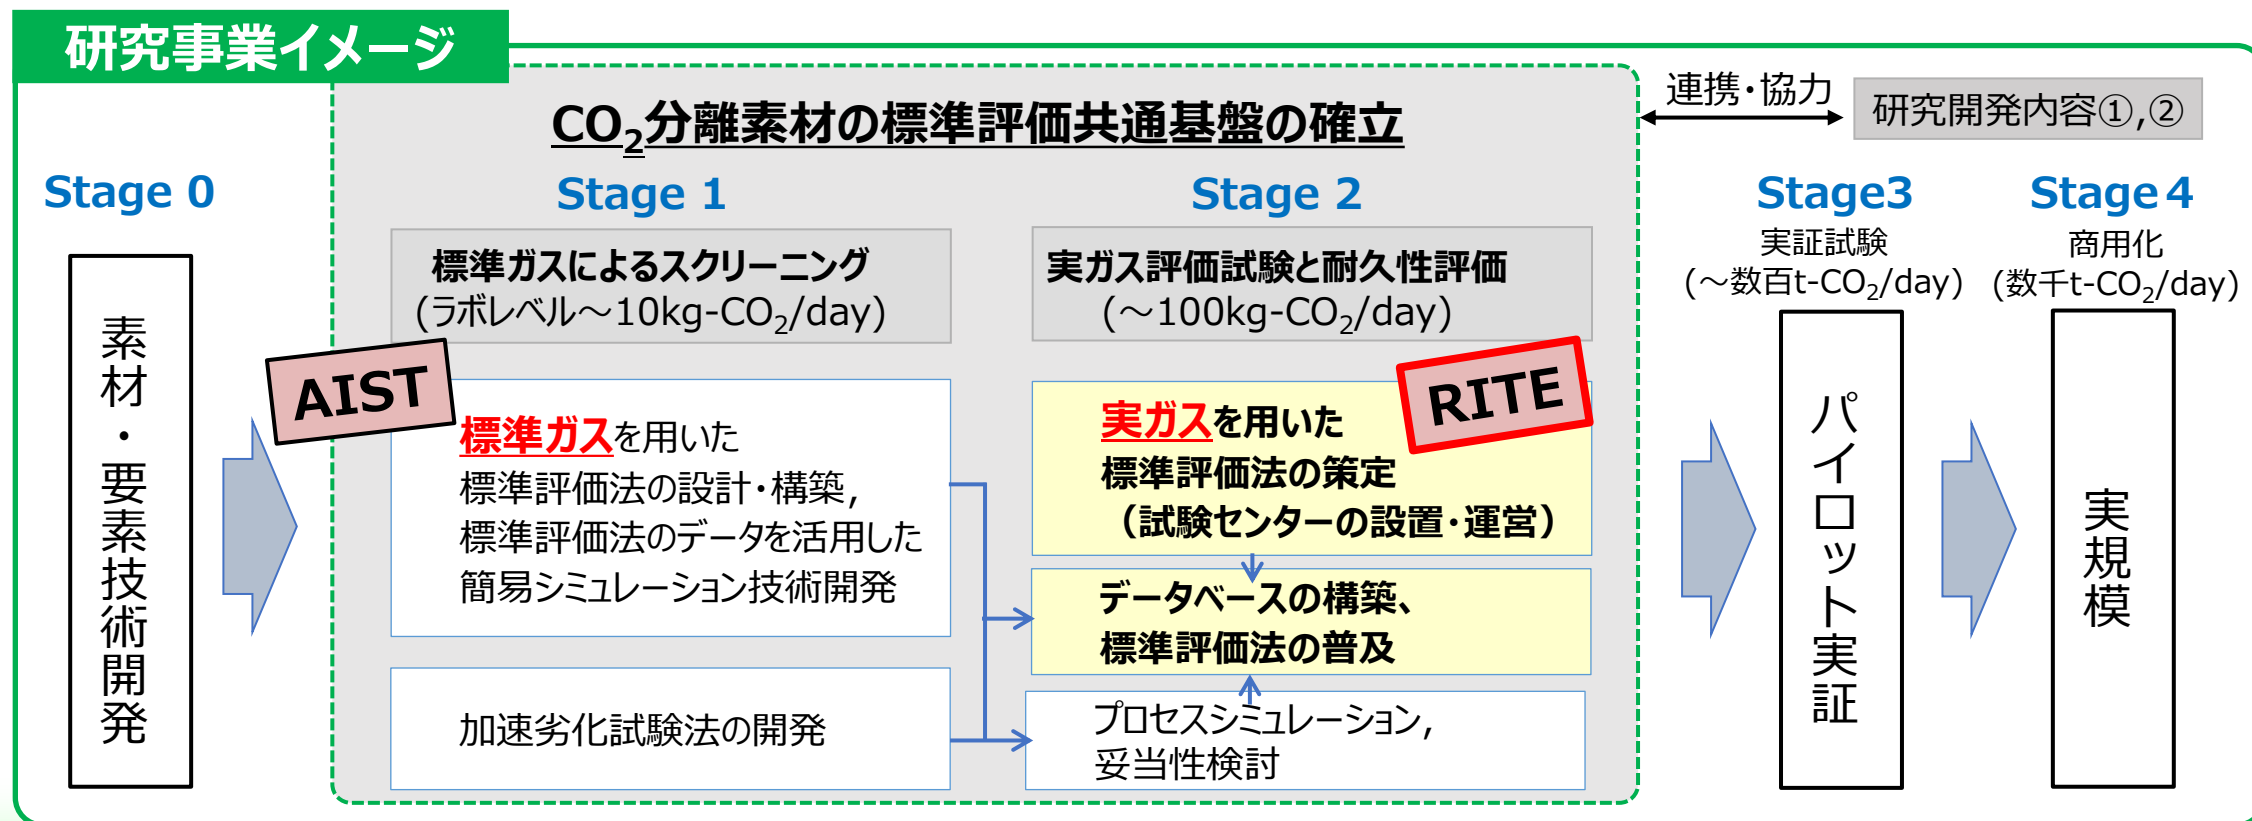 研究事業イメージ
CO₂分離素材の標準評価共通基盤の確立
連携・協力
研究開発内容①,②
Stage 0
素材・要素技術開発
Stage 1
標準ガスによるスクリーニング
(ラボレベル～10kg-CO₂/day)
AIST
標準ガスを用いた
標準評価法の設計・構築,
標準評価法のデータを活用した
簡易シミュレーション技術開発
加速劣化試験法の開発
Stage 2
実ガス評価試験と耐久性評価
(～100kg-CO₂/day)
RITE
実ガスを用いた
標準評価法の策定
（試験センターの設置・運営）
データベースの構築、
標準評価法の普及
プロセスシミュレーション,
妥当性検討
Stage3
実証試験
(～数百t-CO₂/day)
パイロット実証
Stage 4
商用化
(数千t-CO₂/day)
実規模